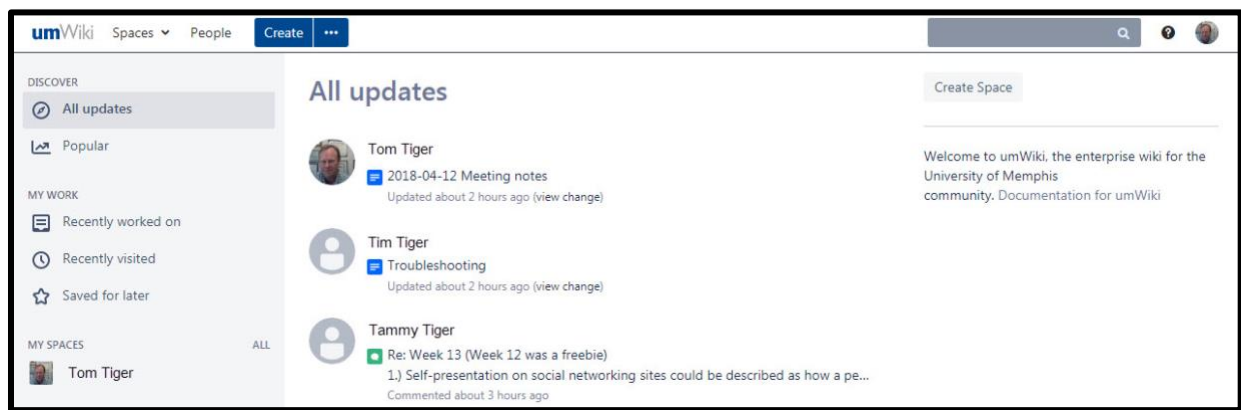 umWiki Spaces People Create ...
DISCOVER
All updates
Popular
MY WORK
Recently worked on
Recently visited
Saved for later
MY SPACES ALL
Tom Tiger
All updates
Tom Tiger
2018-04-12 Meeting notes
Updated about 2 hours ago (view change)
Tim Tiger
Troubleshooting
Updated about 2 hours ago (view change)
Tammy Tiger
Re: Week 13 (Week 12 was a freebie)
1.) Self-presentation on social networking sites could be described as how a pe...
Commented about 3 hours ago
Create Space
Welcome to umWiki, the enterprise wiki for the
University of Memphis
community. Documentation for umWiki